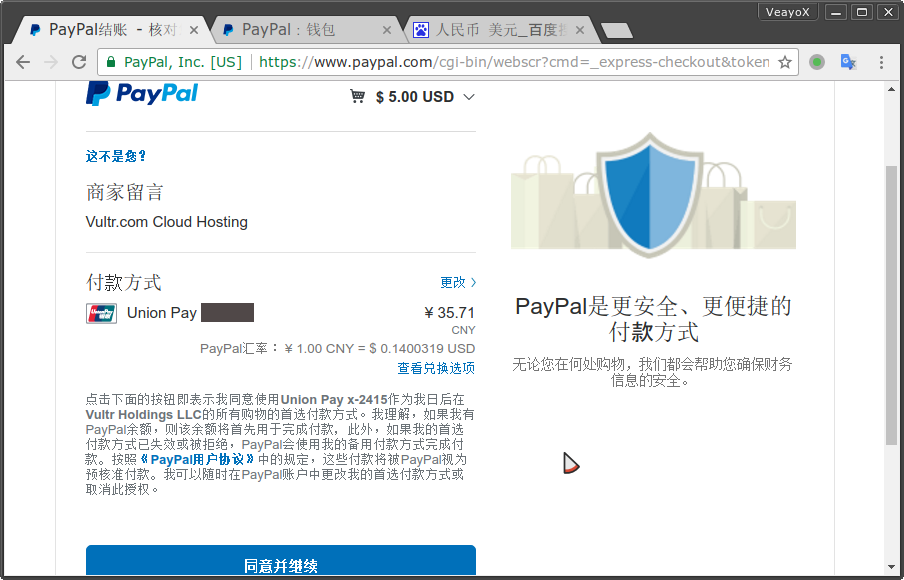 VeayoX
PayPal结账 - 核对
PayPal：钱包
人民币 美元_百度搜
PayPal, Inc. [US]
https://www.paypal.com/cgi-bin/webscr?cmd=_express-checkout&token
PayPal
$ 5.00 USD
这不是您？
商家留言
Vultr.com Cloud Hosting
付款方式
更改
UnionPay
Union Pay
¥ 35.71
CNY
PayPal汇率：¥ 1.00 CNY = $ 0.1400319 USD
查看兑换选项
点击下面的按钮即表示我同意使用Union Pay x-2415作为我日后在
Vultr Holdings LLC的所有购物的首选付款方式。我理解，如果我有
PayPal余额，则该余额将首先用于完成付款, 此外，如果我的首选
付款方式已失效或被拒绝，PayPal会使用我的备用付款方式完成付
款。按照《PayPal用户协议》中的规定，这些付款将被PayPal视为
预核准付款。我可以随时在PayPal账户中更改我的首选付款方式或
取消此授权。
同意并继续
PayPal是更安全、更便捷的
付款方式
无论您在何处购物，我们都会帮助您确保财务
信息的安全。